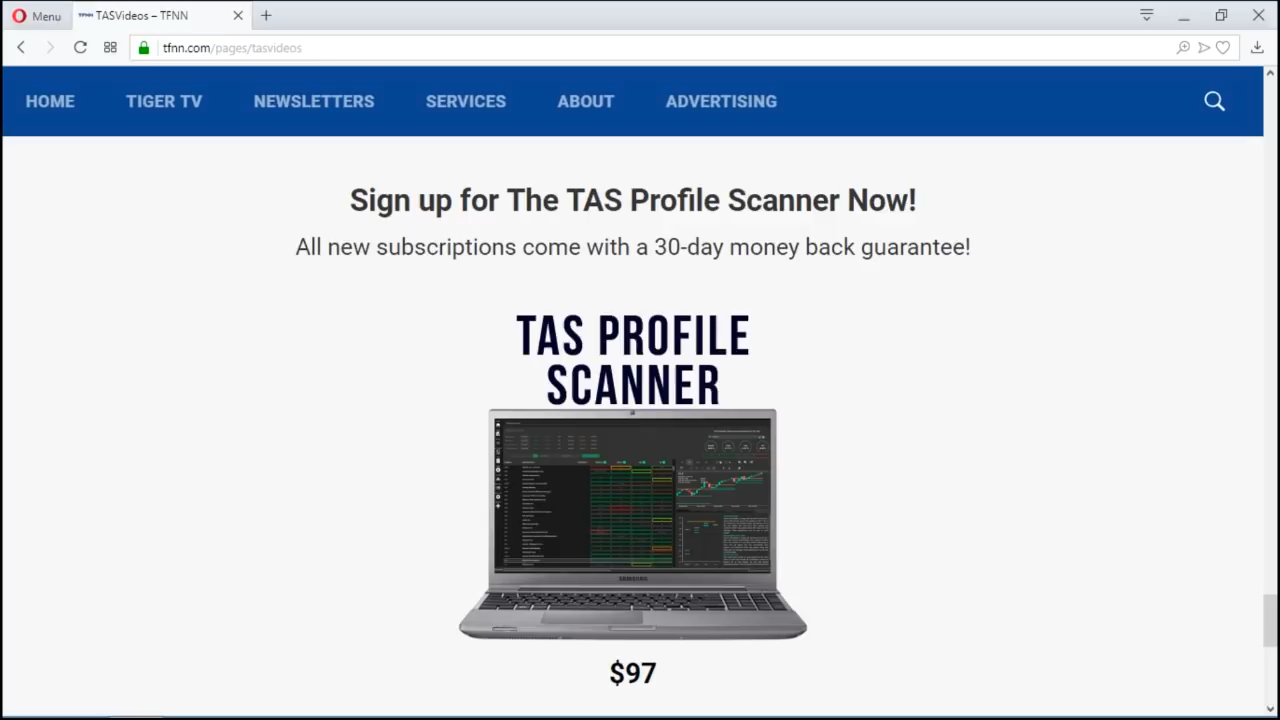 Menu
TFNN TASVideos – TFNN
tfnn.com/pages/tasvideos
HOME TIGER TV NEWSLETTERS SERVICES ABOUT ADVERTISING
Sign up for The TAS Profile Scanner Now!
All new subscriptions come with a 30-day money back guarantee!
TAS PROFILE
SCANNER
SAMSUNG
$97